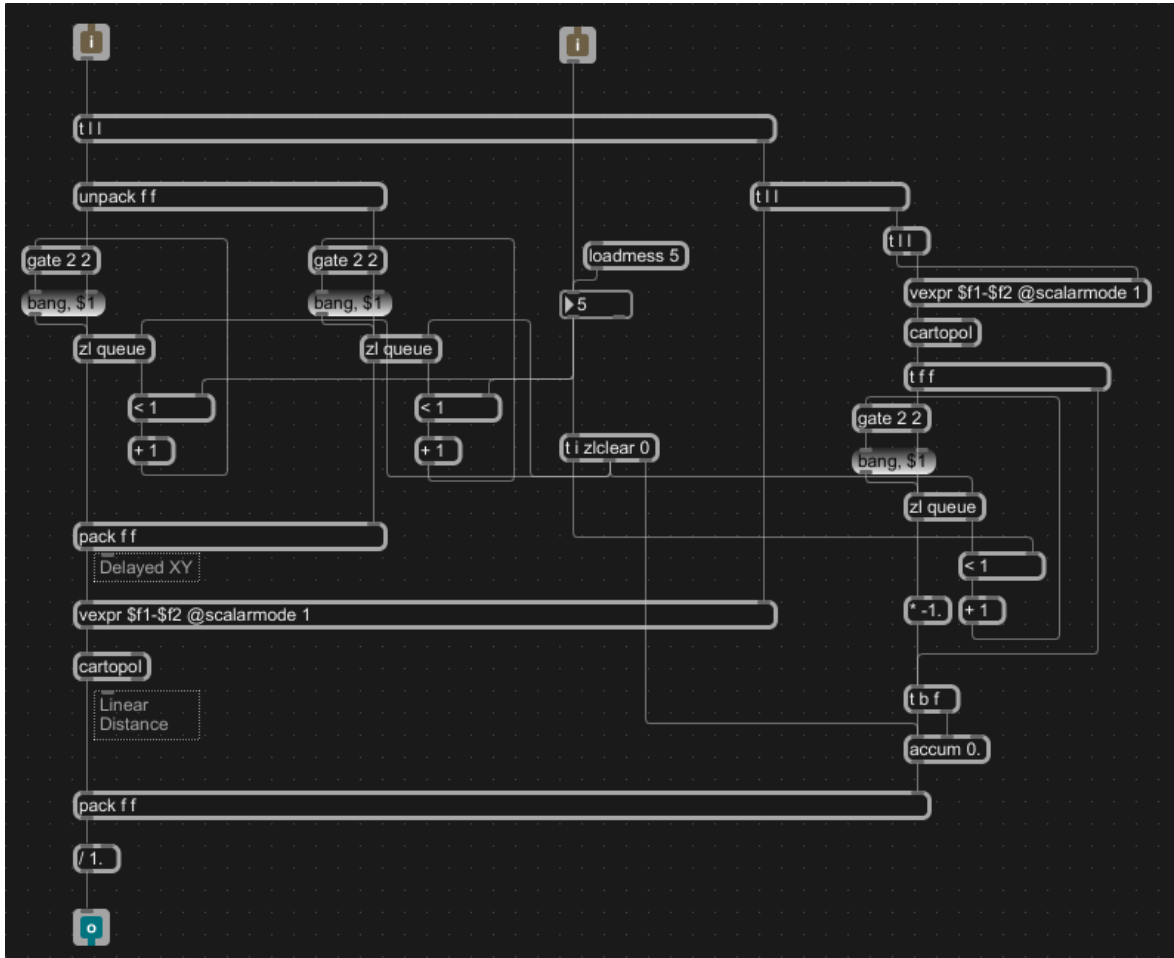 i
i
t l l
unpack f f
t l l
t l l
gate 2 2
gate 2 2
loadmess 5
vexpr $f1-$f2 @scalarmode 1
bang, $1
bang, $1
5
cartopol
zl queue
zl queue
t f f
< 1
< 1
gate 2 2
+ 1
+ 1
t i zlclear 0
bang, $1
zl queue
pack f f
Delayed XY
< 1
vexpr $f1-$f2 @scalarmode 1
* -1.
+ 1
cartopol
Linear
Distance
t b f
accum 0.
pack f f
/ 1.
o